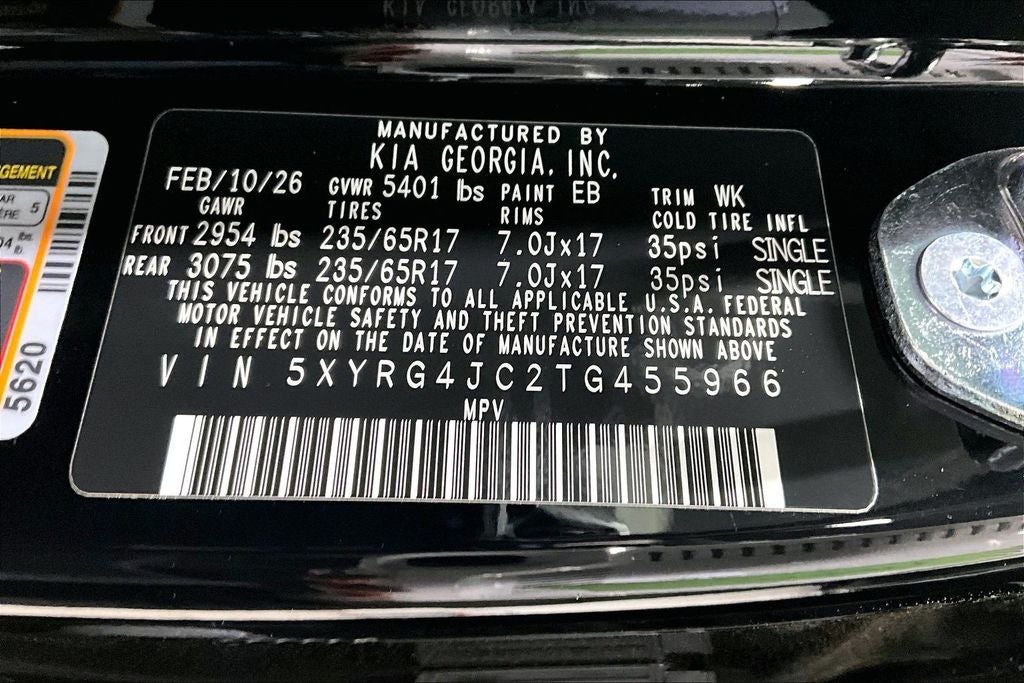 MANUFACTURED BY
KIA GEORGIA, INC.
FEB/10/26 GVWR 5401 lbs PAINT EB TRIM WK
GAWR TIRES RIMS COLD TIRE INFL
FRONT 2954 lbs 235/65R17 7.0Jx17 35psi SINGLE
REAR 3075 lbs 235/65R17 7.0Jx17 35psi SINGLE
THIS VEHICLE CONFORMS TO ALL APPLICABLE U.S.A. FEDERAL
MOTOR VEHICLE SAFETY AND THEFT PREVENTION STANDARDS
IN EFFECT ON THE DATE OF MANUFACTURE SHOWN ABOVE
VIN 5XYRG4JC2TG455966
MPV
5
5620